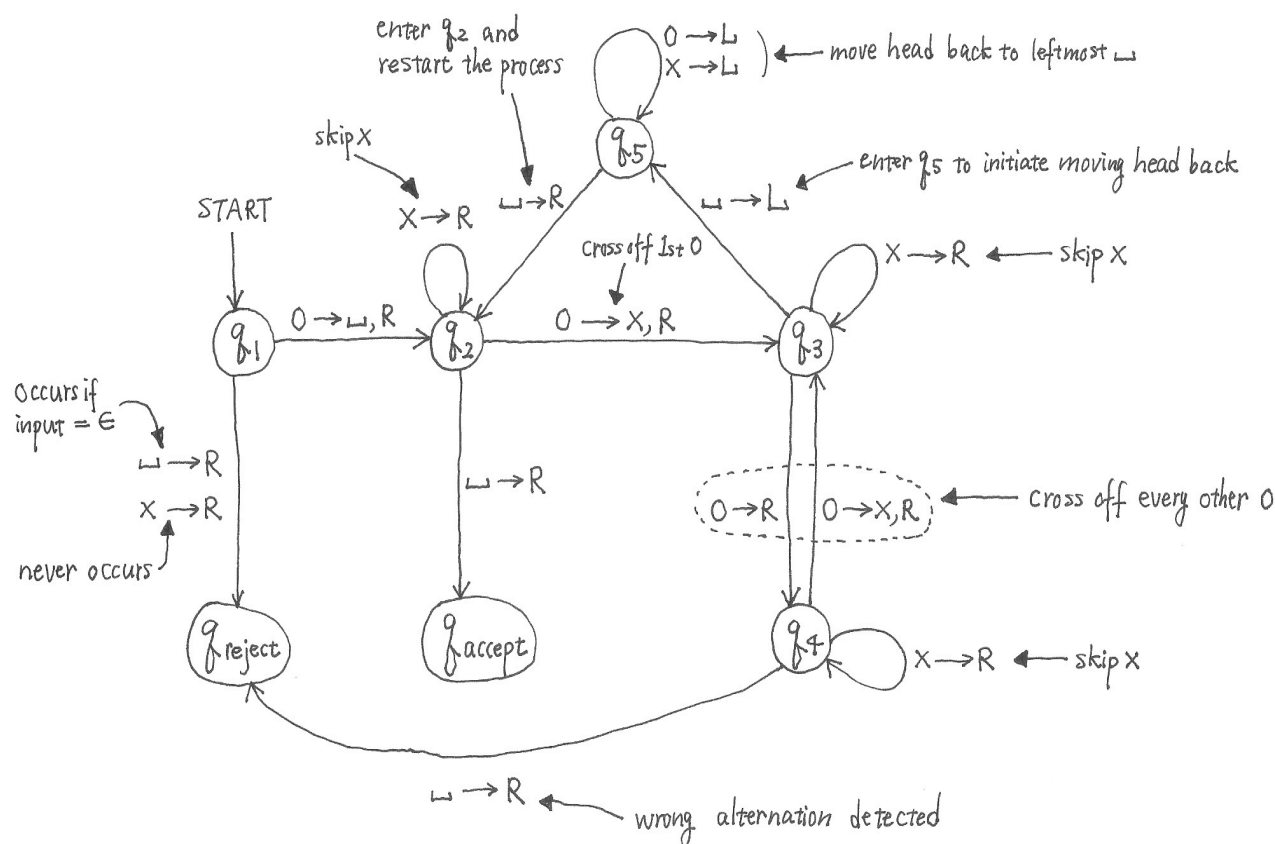 enter q2 and
restart the process
0 → L
x → L
move head back to leftmost ␣
skip x
q5
enter q5 to initiate moving head back
START
x → R
␣ → R
␣ → L
cross off 1st 0
x → R
skip x
q1
0 → ␣, R
q2
0 → x, R
q3
occurs if
input = ϵ
␣ → R
x → R
never occurs
␣ → R
0 → R
0 → x, R
cross off every other 0
q reject
q accept
q4
x → R
skip x
␣ → R
wrong alternation detected